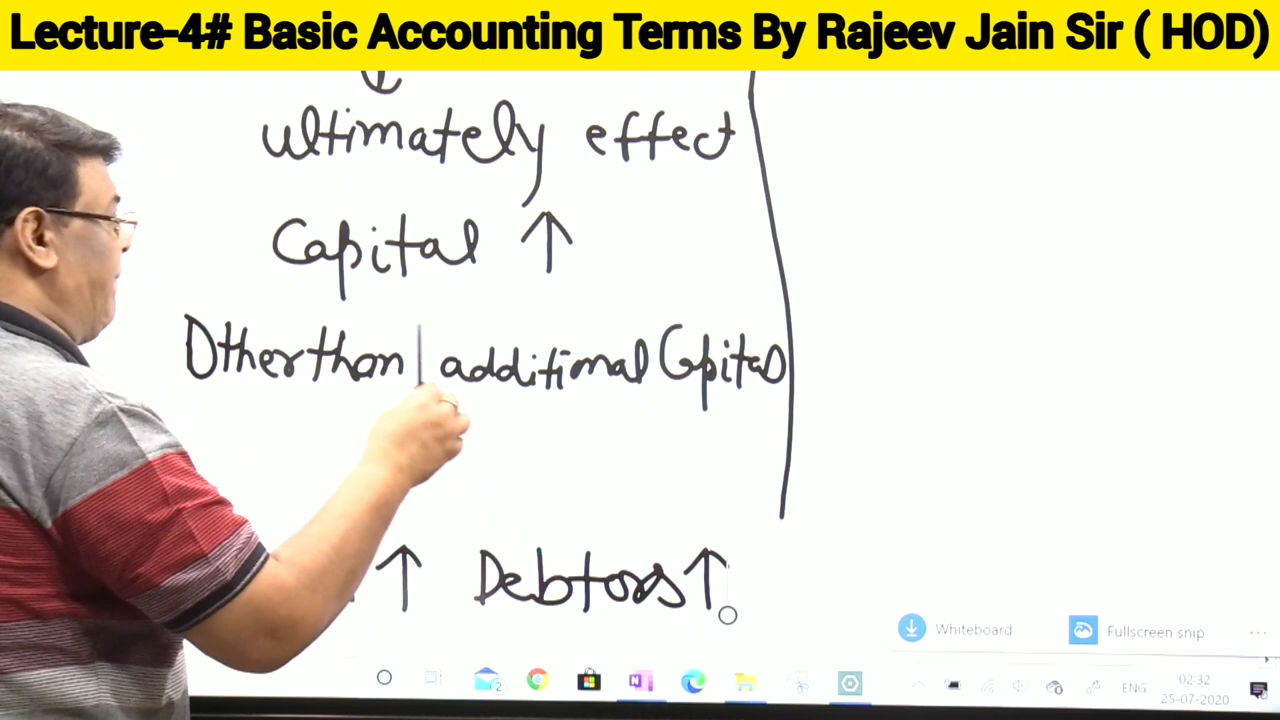 Lecture-4# Basic Accounting Terms By Rajeev Jain Sir ( HOD)
ultimately effect
Capital ↑
Other than additional Capital
↑ Debtors ↑
Whiteboard
Fullscreen snip
2
ENG
02:32
25-07-2020